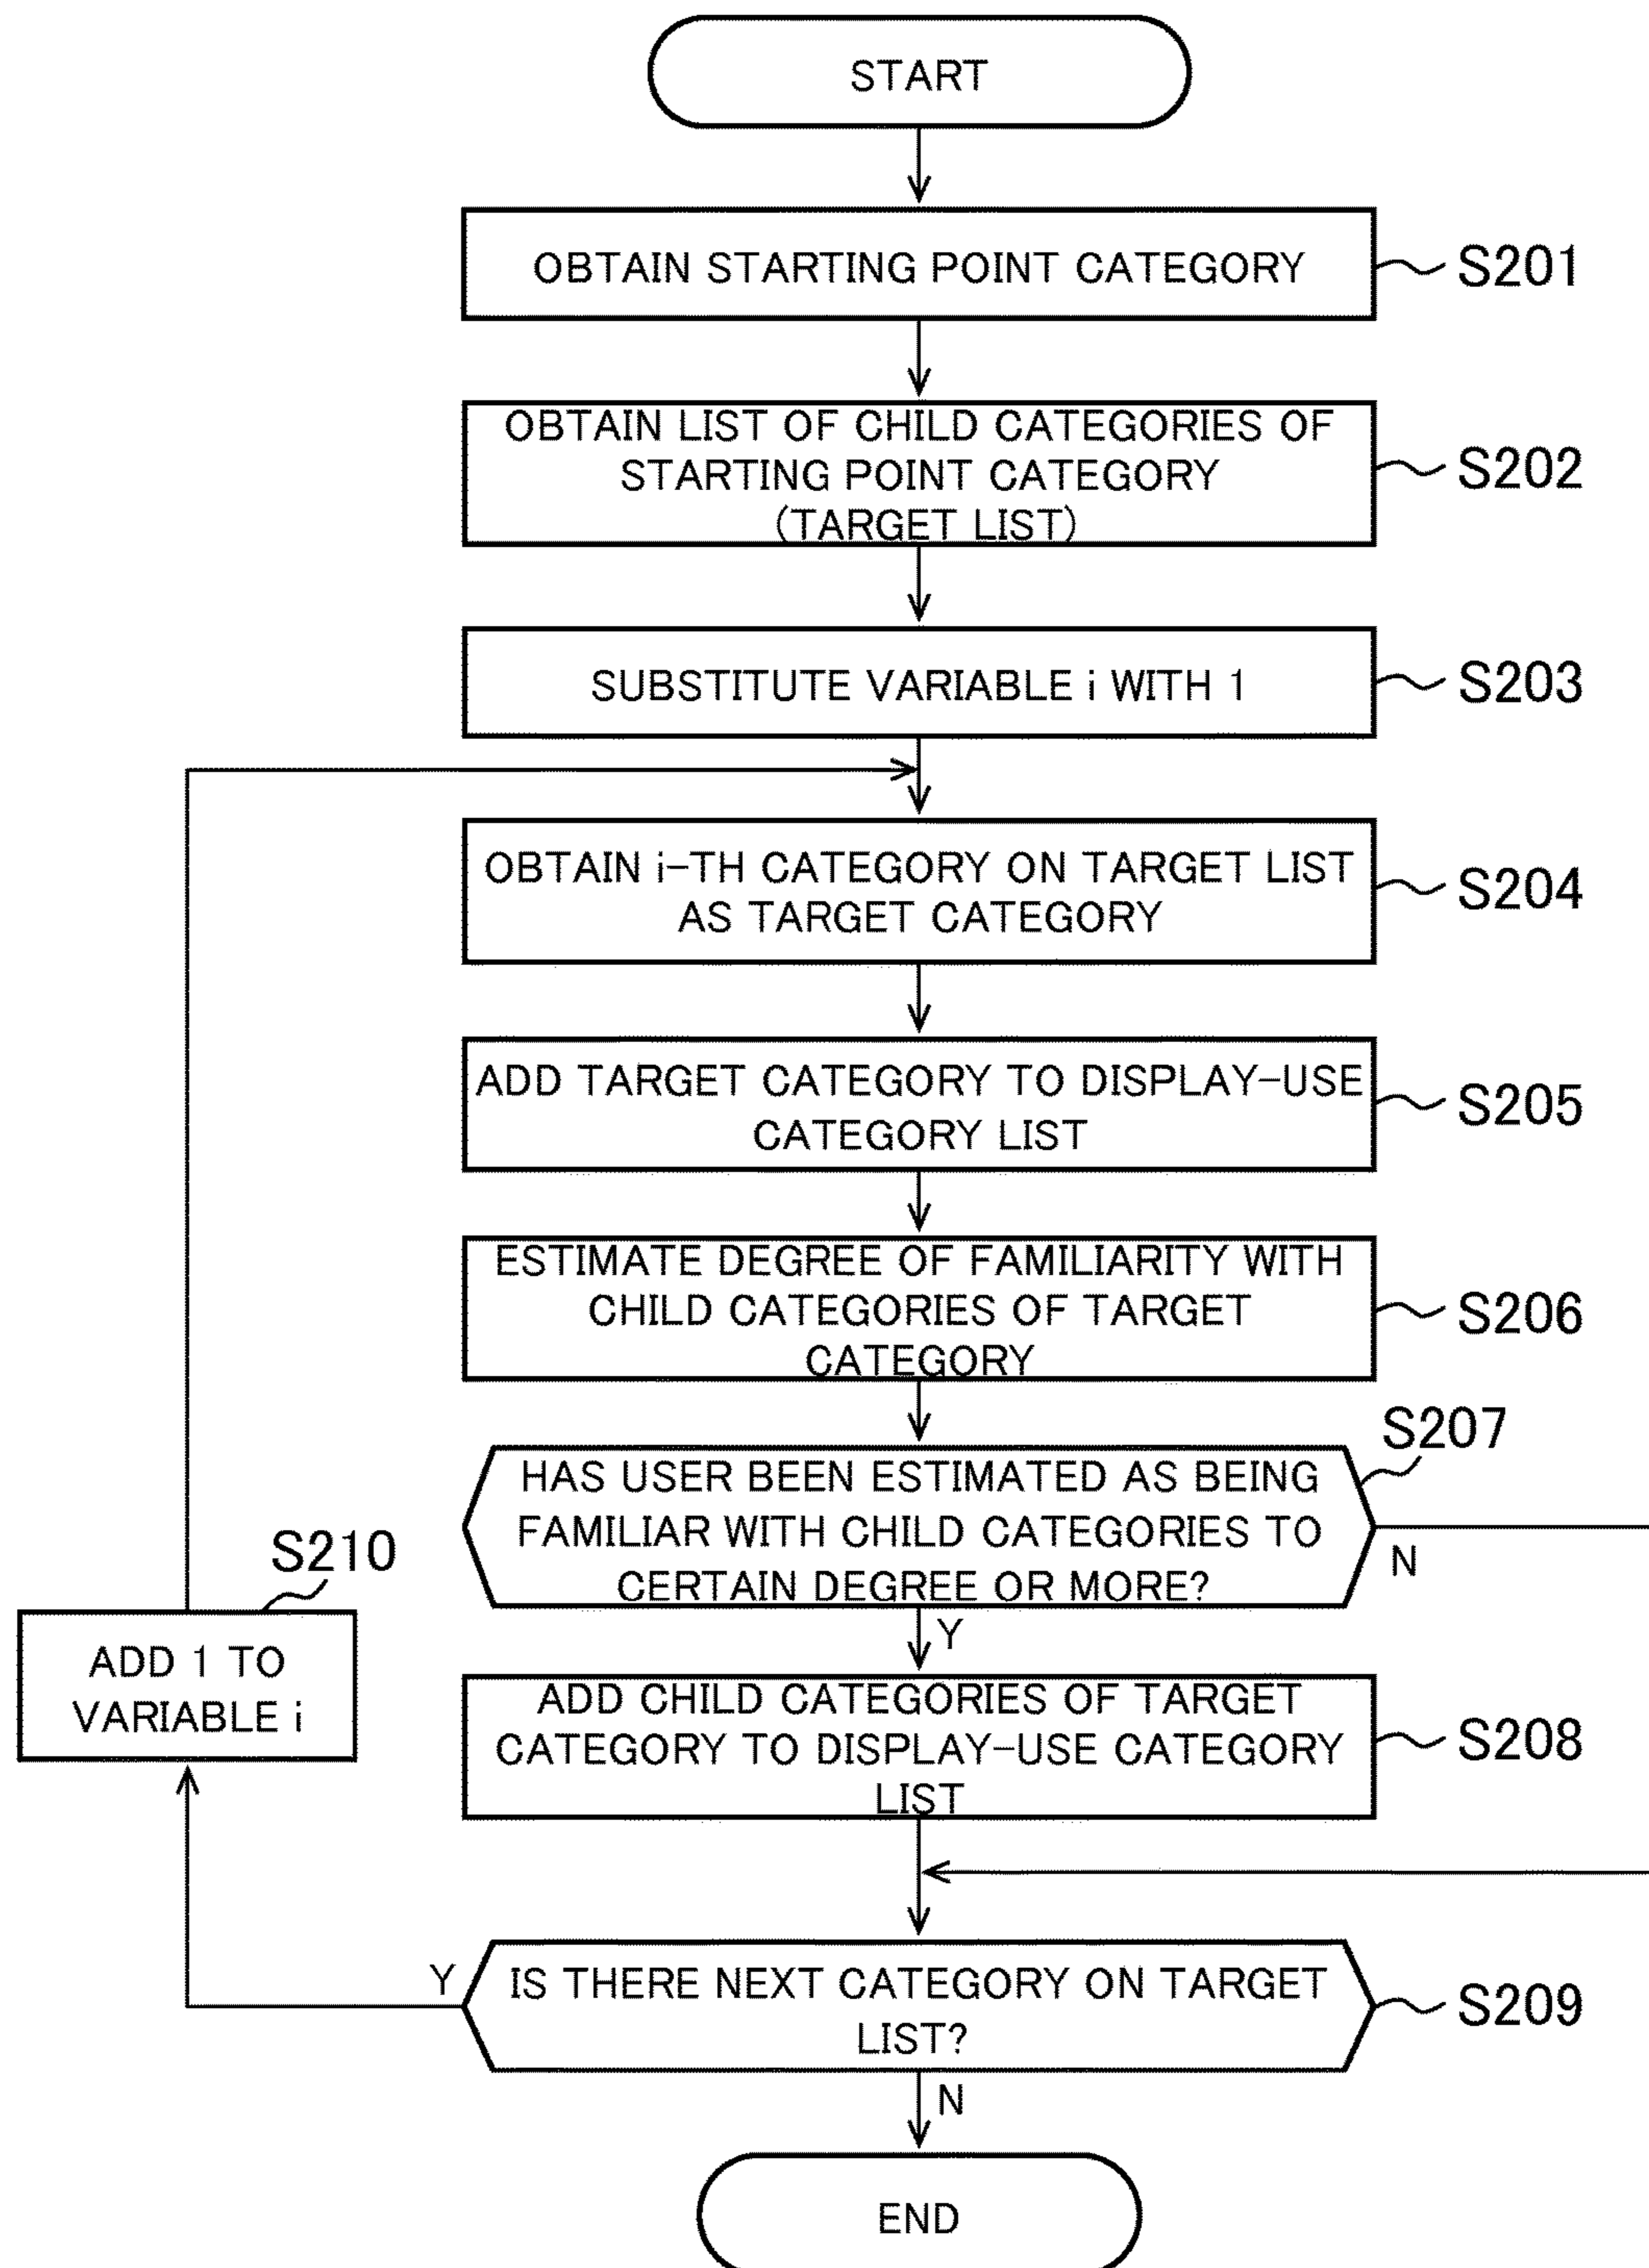 START
OBTAIN STARTING POINT CATEGORY
S201
OBTAIN LIST OF CHILD CATEGORIES OF
STARTING POINT CATEGORY
(TARGET LIST)
S202
SUBSTITUTE VARIABLE i WITH 1
S203
OBTAIN i-TH CATEGORY ON TARGET LIST
AS TARGET CATEGORY
S204
ADD TARGET CATEGORY TO DISPLAY-USE
CATEGORY LIST
S205
ESTIMATE DEGREE OF FAMILIARITY WITH
CHILD CATEGORIES OF TARGET
CATEGORY
S206
S207
HAS USER BEEN ESTIMATED AS BEING
FAMILIAR WITH CHILD CATEGORIES TO
CERTAIN DEGREE OR MORE?
N
Y
S210
ADD 1 TO
VARIABLE i
ADD CHILD CATEGORIES OF TARGET
CATEGORY TO DISPLAY-USE CATEGORY
LIST
S208
Y
IS THERE NEXT CATEGORY ON TARGET
LIST?
S209
N
END